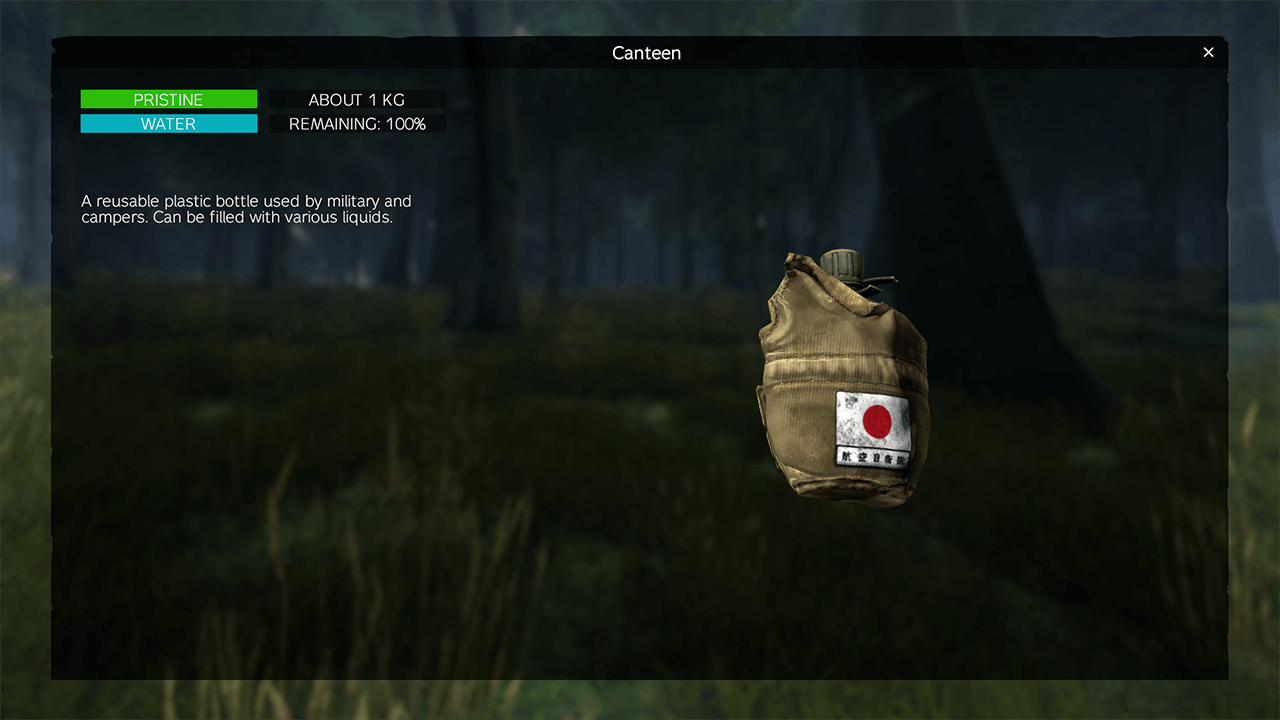 Canteen
PRISTINE
ABOUT 1 KG
WATER
REMAINING: 100%
A reusable plastic bottle used by military and
campers. Can be filled with various liquids.
航空自衛隊